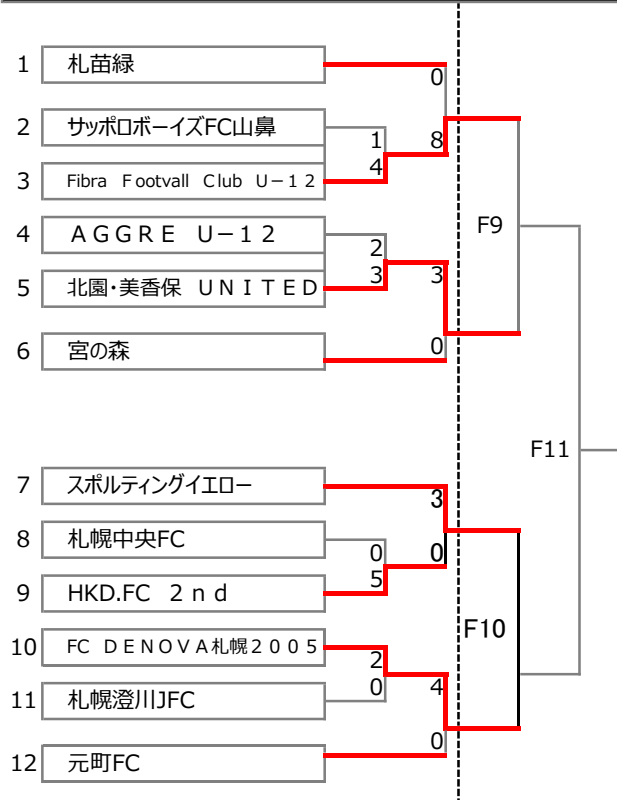 1 札苗緑
0
2 サッポロボーイズFC山鼻
1
8
4
3 Fibra Footvall Club U－12
F9
4 AGGRE U－12
2
3
3
5 北園・美香保 UNITED
0
6 宮の森
F11
7 スポルティングイエロー
3
8 札幌中央FC
0
0
5
9 HKD.FC 2nd
F10
10 FC DENOVA札幌2005
2
0
4
11 札幌澄川JFC
0
12 元町FC